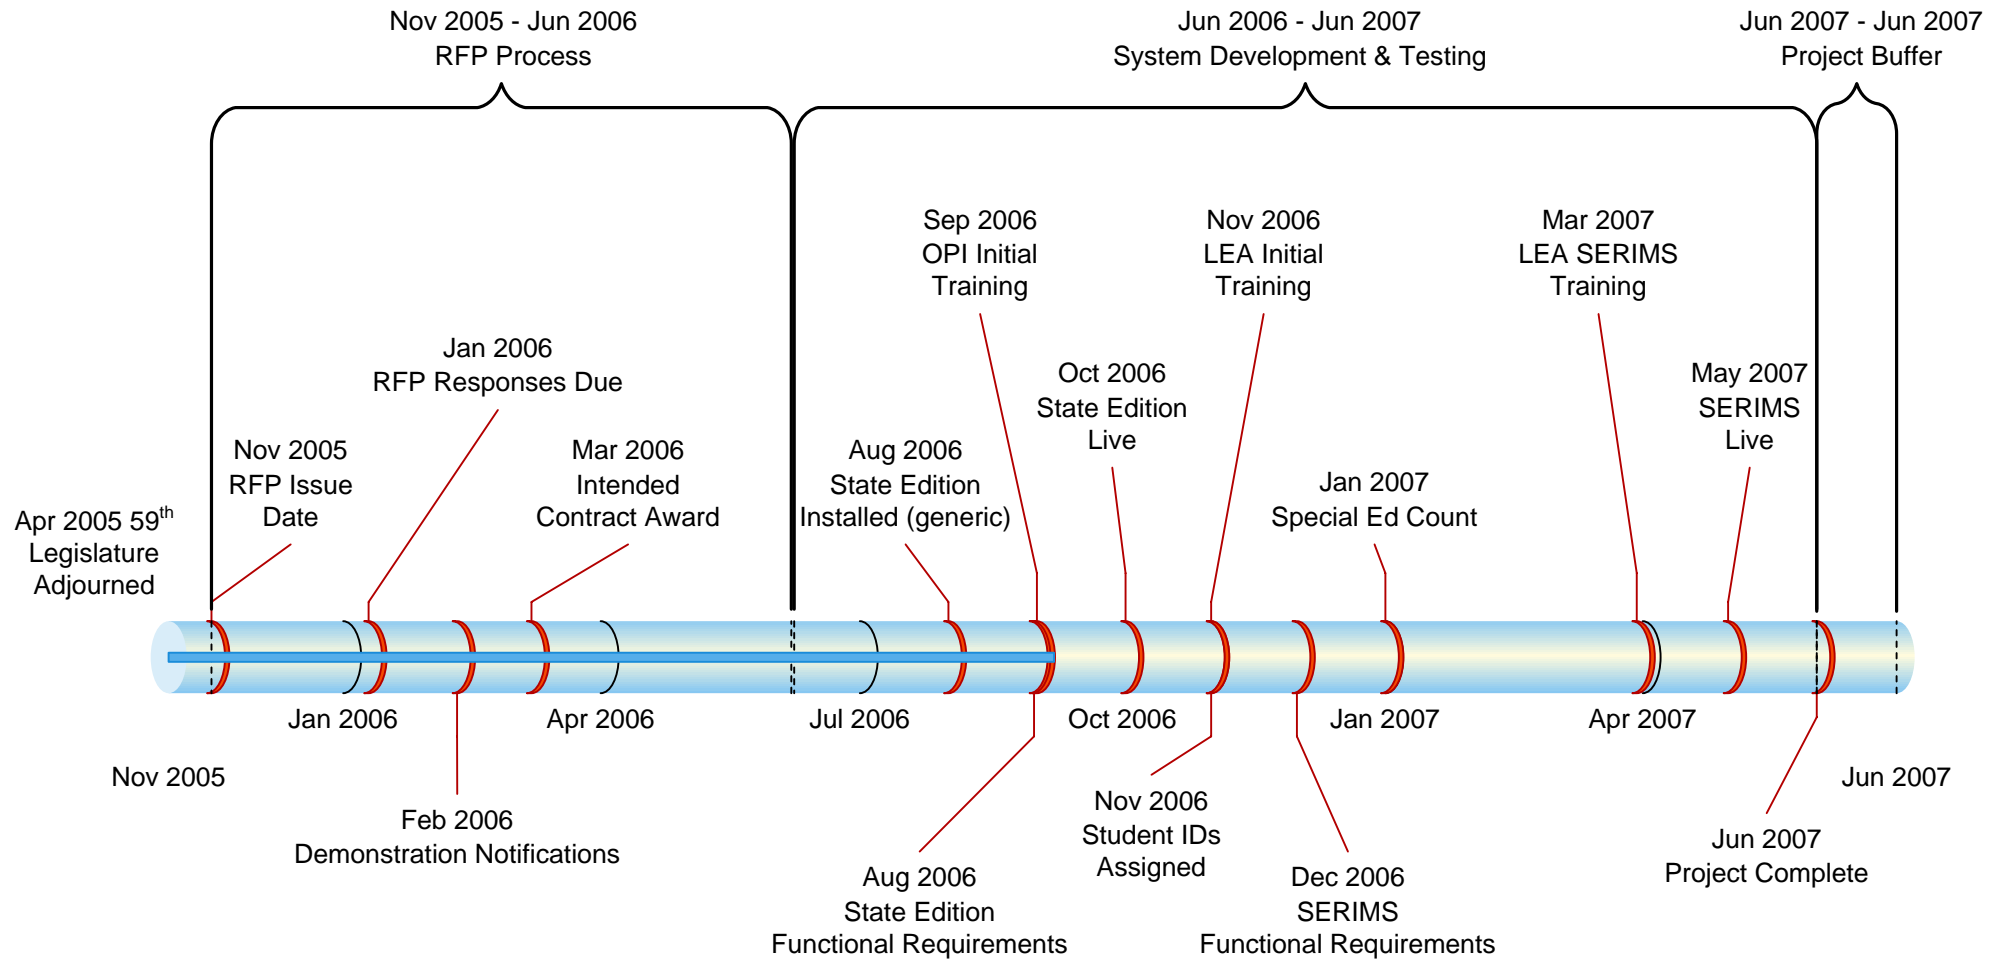 Nov 2005 - Jun 2006
RFP Process
Jun 2006 - Jun 2007
System Development & Testing
Jun 2007 - Jun 2007
Project Buffer
Sep 2006
OPI Initial
Training
Nov 2006
LEA Initial
Training
Mar 2007
LEA SERIMS
Training
Jan 2006
RFP Responses Due
Oct 2006
State Edition
Live
May 2007
SERIMS
Live
Nov 2005
RFP Issue
Date
Mar 2006
Intended
Contract Award
Aug 2006
State Edition
Installed (generic)
Jan 2007
Special Ed Count
Apr 2005 59th
Legislature
Adjourned
Jan 2006
Apr 2006
Jul 2006
Oct 2006
Jan 2007
Apr 2007
Nov 2005
Jun 2007
Feb 2006
Demonstration Notifications
Nov 2006
Student IDs
Assigned
Jun 2007
Project Complete
Aug 2006
State Edition
Functional Requirements
Dec 2006
SERIMS
Functional Requirements